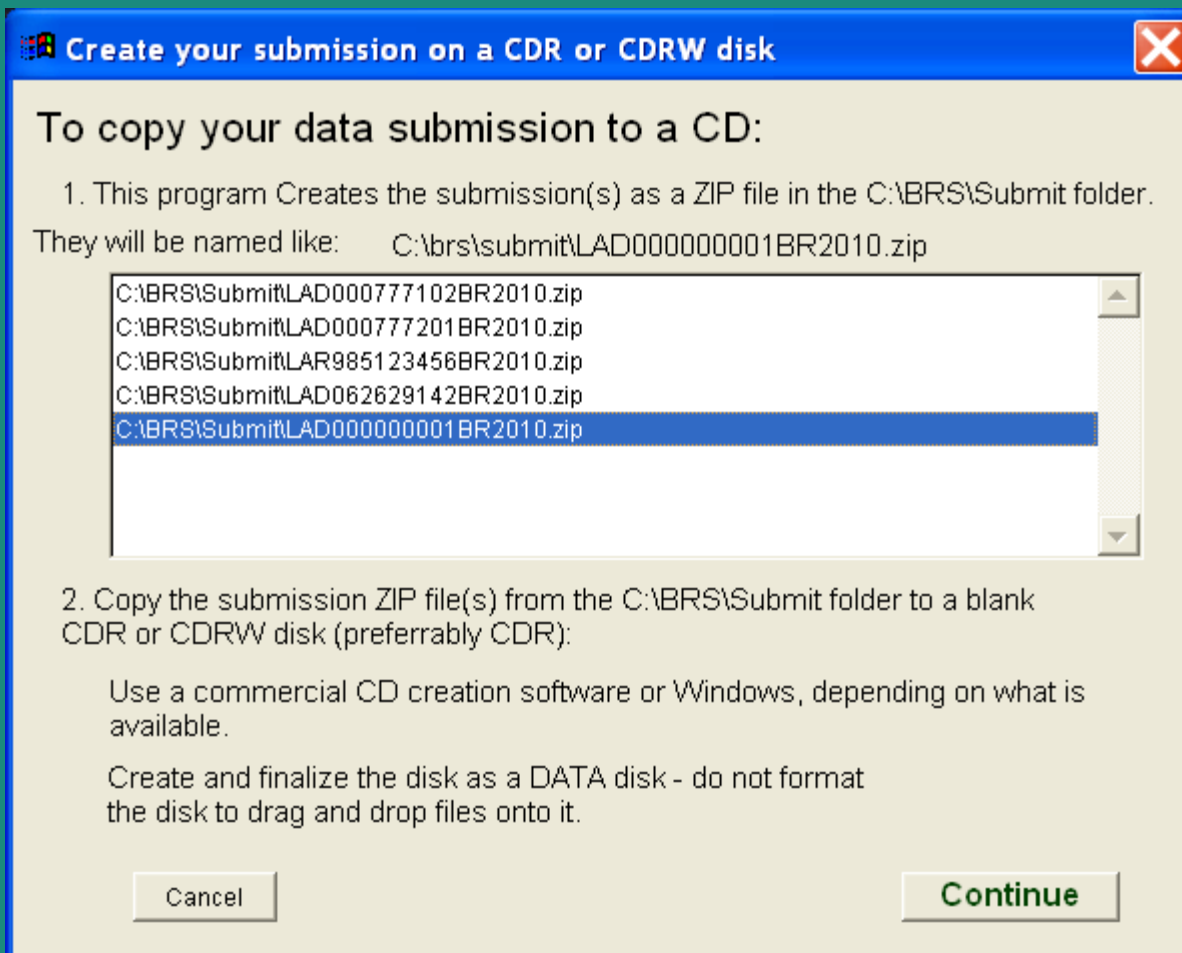 Create your submission on a CDR or CDRW disk
To copy your data submission to a CD:
1. This program Creates the submission(s) as a ZIP file in the C:\BRS\Submit folder.
They will be named like: C:\brs\submit\LAD000000001BR2010.zip
C:\BRS\Submit\LAD000777102BR2010.zip
C:\BRS\Submit\LAD000777201BR2010.zip
C:\BRS\Submit\LAR985123456BR2010.zip
C:\BRS\Submit\LAD062629142BR2010.zip
C:\BRS\Submit\LAD000000001BR2010.zip
2. Copy the submission ZIP file(s) from the C:\BRS\Submit folder to a blank
CDR or CDRW disk (preferrably CDR):
Use a commercial CD creation software or Windows, depending on what is
available.
Create and finalize the disk as a DATA disk - do not format
the disk to drag and drop files onto it.
Cancel Continue